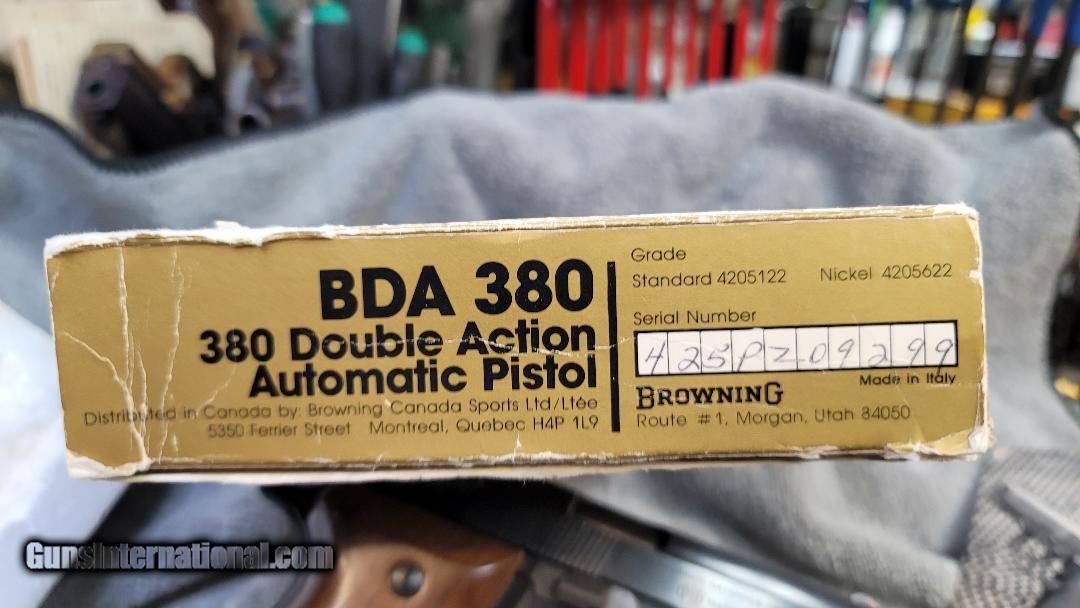 BDA 380
380 Double Action
Automatic Pistol
Distributed in Canada by: Browning Canada Sports Ltd/Ltée
5350 Ferrier Street Montreal, Quebec H4P 1L9
Grade
Standard 4205122 Nickel 4205622
Serial Number
425PZ09299
Made in Italy
BROWNING
Route #1, Morgan, Utah 84050
GunsInternational.com